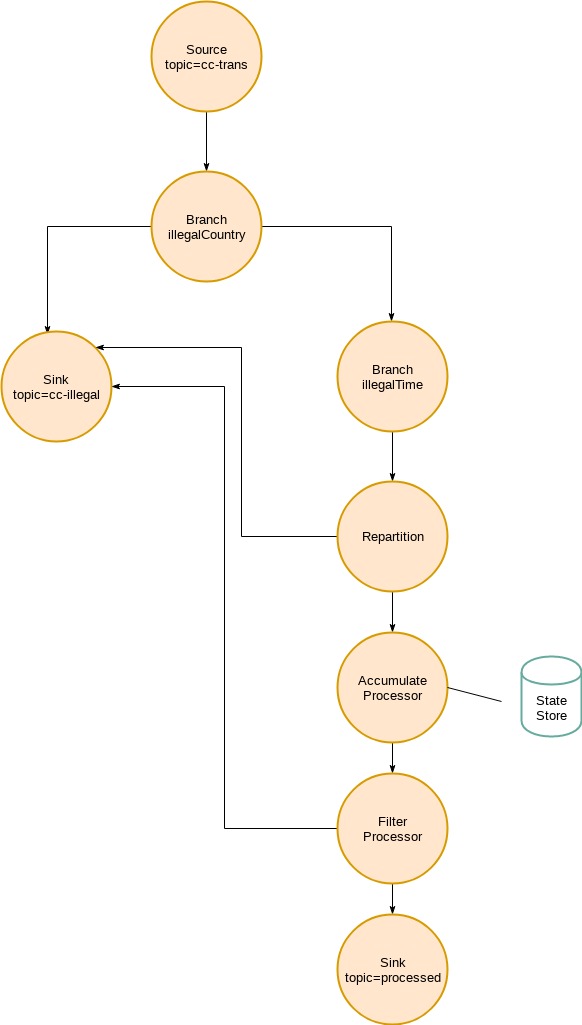 Source
topic=cc-trans
Branch
illegalCountry
Sink
topic=cc-illegal
Branch
illegalTime
Repartition
Accumulate
Processor
State
Store
Filter
Processor
Sink
topic=processed